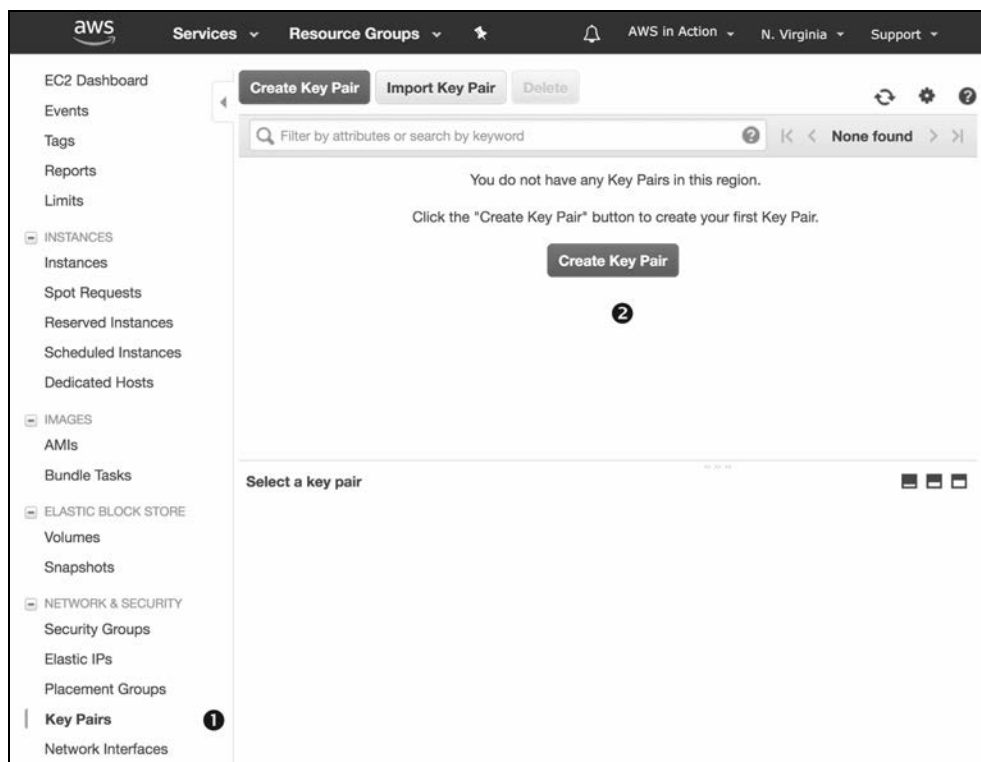 aws Services Resource Groups AWS in Action N. Virginia Support
EC2 Dashboard
Events
Tags
Reports
Limits
INSTANCES
Instances
Spot Requests
Reserved Instances
Scheduled Instances
Dedicated Hosts
IMAGES
AMIs
Bundle Tasks
ELASTIC BLOCK STORE
Volumes
Snapshots
NETWORK & SECURITY
Security Groups
Elastic IPs
Placement Groups
Key Pairs ❶
Network Interfaces
Create Key Pair Import Key Pair Delete
Filter by attributes or search by keyword None found
You do not have any Key Pairs in this region.
Click the "Create Key Pair" button to create your first Key Pair.
Create Key Pair
❷
Select a key pair